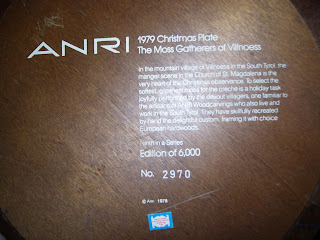 ANRI
1979 Christmas Plate
The Moss Gatherers of Villnoess
In the mountain village of Villnoess in the South Tyrol, the
manger scene in the Church of St. Magdalena is the
very heart of the Christmas observance. To select the
softest, greenest moss for the creche is a holiday task
joyfully performed by the devout villagers, one familiar to
the artisans of ANRI Woodcarvings who also live and
work in the South Tyrol. They have skillfully recreated
by hand the delightful custom, framing it with choice
European hardwoods.
in a Series
Edition of 6,000
No. 2970
© Anri 1978